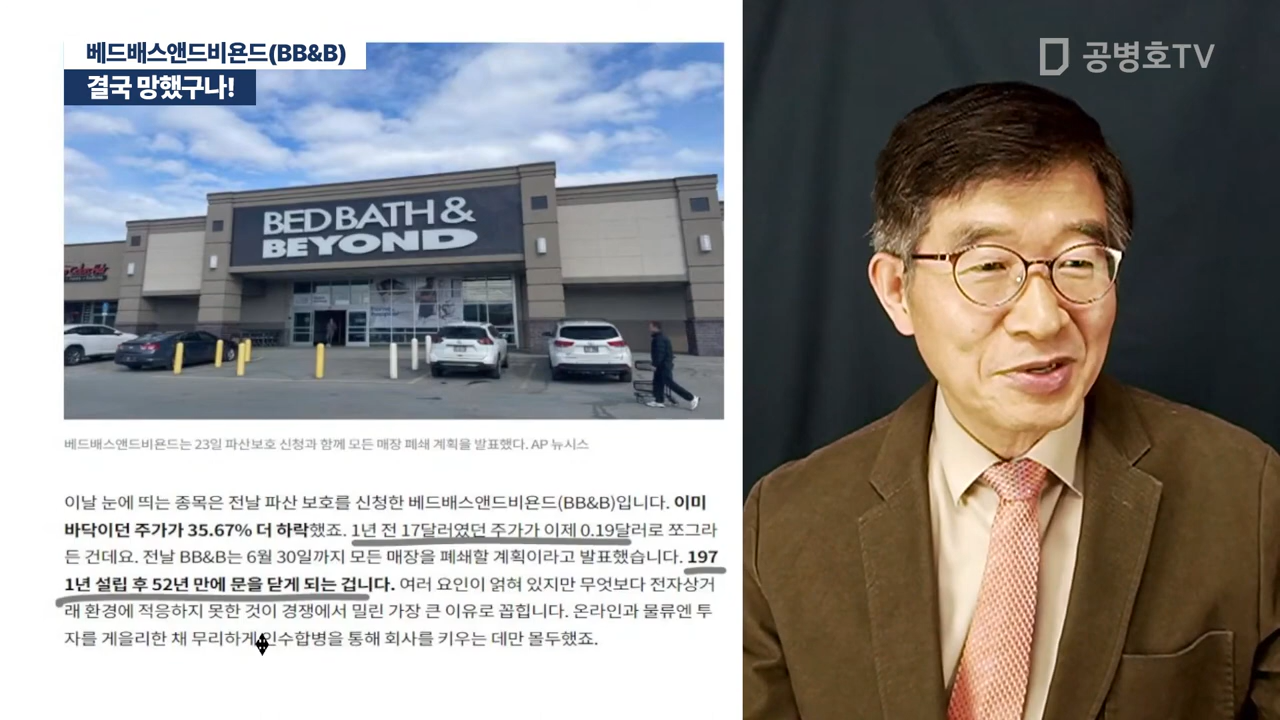 베드배스앤드비욘드(BB&B)
결국 망했구나!
공병호TV
BED BATH &
BEYOND
베드배스앤드비욘드는 23일 파산보호 신청과 함께 모든 매장 폐쇄 계획을 발표했다. AP 뉴시스
이날 눈에 띄는 종목은 전날 파산 보호를 신청한 베드배스앤드비욘드(BB&B)입니다. 이미
바닥이던 주가가 35.67% 더 하락했죠. 1년 전 17달러였던 주가가 이제 0.19달러로 쪼그라
든 건데요. 전날 BB&B는 6월 30일까지 모든 매장을 폐쇄할 계획이라고 발표했습니다. 197
1년 설립 후 52년 만에 문을 닫게 되는 겁니다. 여러 요인이 얽혀 있지만 무엇보다 전자상거
래 환경에 적응하지 못한 것이 경쟁에서 밀린 가장 큰 이유로 꼽힙니다. 온라인과 물류엔 투
자를 게을리한 채 무리하게 인수합병을 통해 회사를 키우는 데만 몰두했죠.